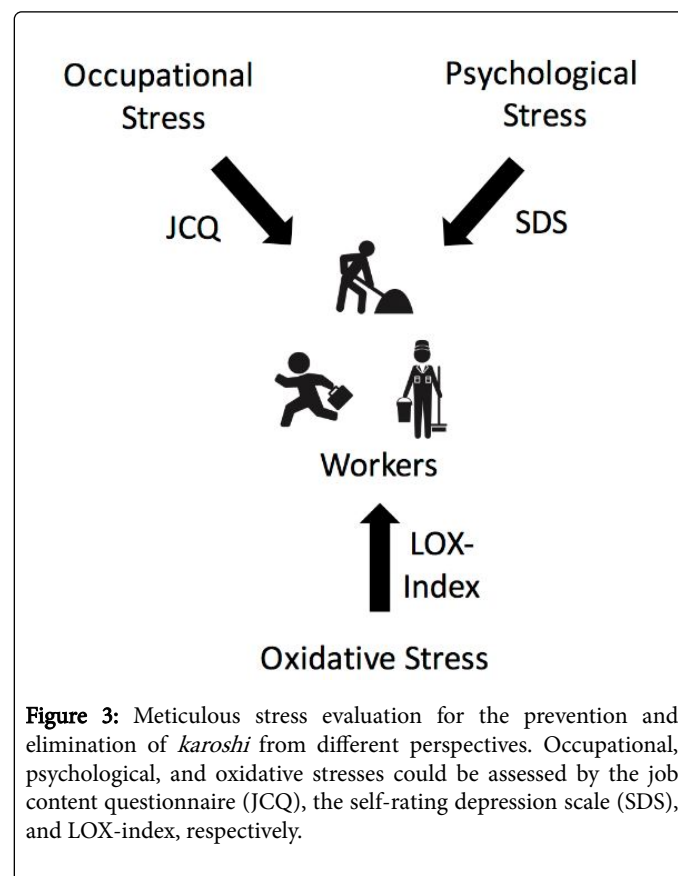 Occupational
Stress
Psychological
Stress
JCQ
SDS
Workers
LOX-
Index
Oxidative Stress
Figure 3: Meticulous stress evaluation for the prevention and
elimination of karoshi from different perspectives. Occupational,
psychological, and oxidative stresses could be assessed by the job
content questionnaire (JCQ), the self-rating depression scale (SDS),
and LOX-index, respectively.